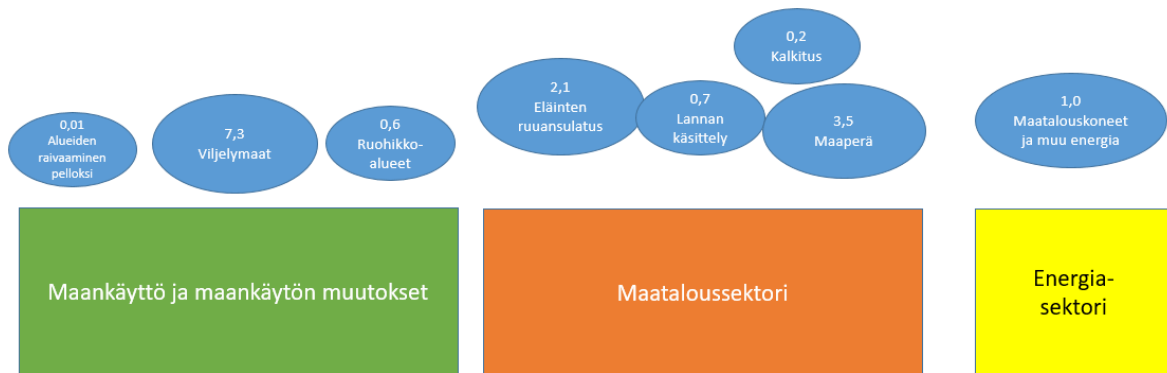 0,01
Alueiden
raivaaminen
pelloksi
7,3
Viljelymaat
0,6
Ruohikko-
alueet
2,1
Eläinten
ruuansulatus
0,7
Lannan
käsittely
0,2
Kalkitus
3,5
Maaperä
1,0
Maatalouskoneet
ja muu energia
Maankäyttö ja maankäytön muutokset
Maataloussektori
Energia-
sektori